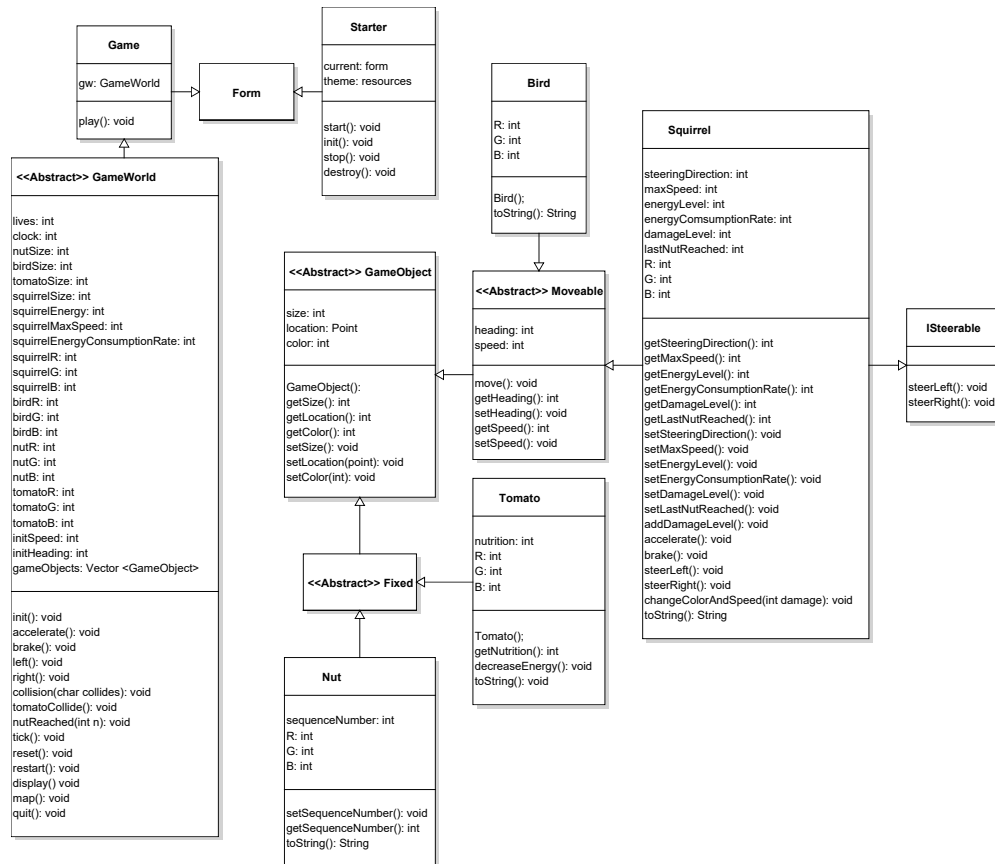 Game
gw: GameWorld
play(): void
Form
Starter
current: form
theme: resources
start(): void
init(): void
stop(): void
destroy(): void
<<Abstract>> GameWorld
lives: int
clock: int
nutSize: int
birdSize: int
tomatoSize: int
squirrelSize: int
squirrelEnergy: int
squirrelMaxSpeed: int
squirrelEnergyConsumptionRate: int
squirrelR: int
squirrelG: int
squirrelB: int
birdR: int
birdG: int
birdB: int
nutR: int
nutG: int
nutB: int
tomatoR: int
tomatoG: int
tomatoB: int
initSpeed: int
initHeading: int
gameObjects: Vector <GameObject>
init(): void
accelerate(): void
brake(): void
left(): void
right(): void
collision(char collides): void
tomatoCollide(): void
nutReached(int n): void
tick(): void
reset(): void
restart(): void
display() void
map(): void
quit(): void
Bird
R: int
G: int
B: int
Bird();
toString(): String
<<Abstract>> GameObject
size: int
location: Point
color: int
GameObject():
getSize(): int
getLocation(): int
getColor(): int
setSize(): void
setLocation(point): void
setColor(int): void
<<Abstract>> Moveable
heading: int
speed: int
move(): void
getHeading(): int
setHeading(): void
getSpeed(): int
setSpeed(): void
Squirrel
steeringDirection: int
maxSpeed: int
energyLevel: int
energyComsumptionRate: int
damageLevel: int
lastNutReached: int
R: int
G: int
B: int
getSteeringDirection(): int
getMaxSpeed(): int
getEnergyLevel(): int
getEnergyConsumptionRate(): int
getDamageLevel(): int
getLastNutReached(): int
setSteeringDirection(): void
setMaxSpeed(): void
setEnergyLevel(): void
setEnergyConsumptionRate(): void
setDamageLevel(): void
setLastNutReached(): void
addDamageLevel(): void
accelerate(): void
brake(): void
steerLeft(): void
steerRight(): void
changeColorAndSpeed(int damage): void
toString(): String
ISteerable
steerLeft(): void
steerRight(): void
<<Abstract>> Fixed
Tomato
nutrition: int
R: int
G: int
B: int
Tomato();
getNutrition(): int
decreaseEnergy(): void
toString(): void
Nut
sequenceNumber: int
R: int
G: int
B: int
setSequenceNumber(): void
getSequenceNumber(): int
toString(): String